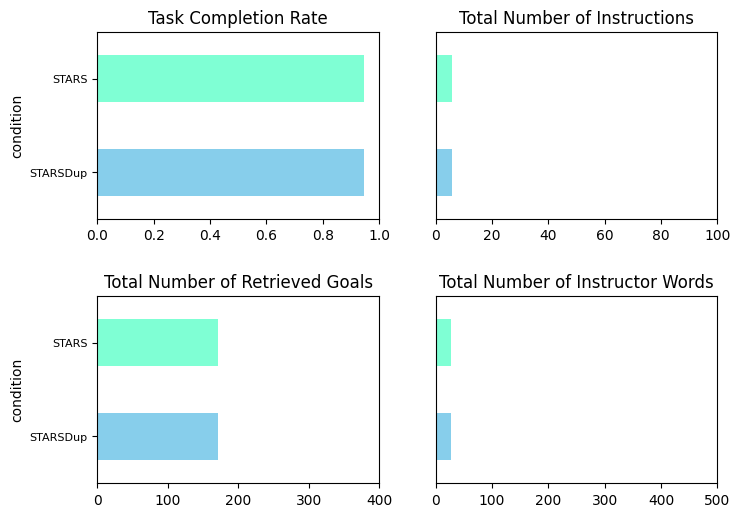 Task Completion Rate
condition
STARS
STARSDup
0.0 0.2 0.4 0.6 0.8 1.0
Total Number of Instructions
0 20 40 60 80 100
Total Number of Retrieved Goals
condition
STARS
STARSDup
0 100 200 300 400
Total Number of Instructor Words
0 100 200 300 400 500